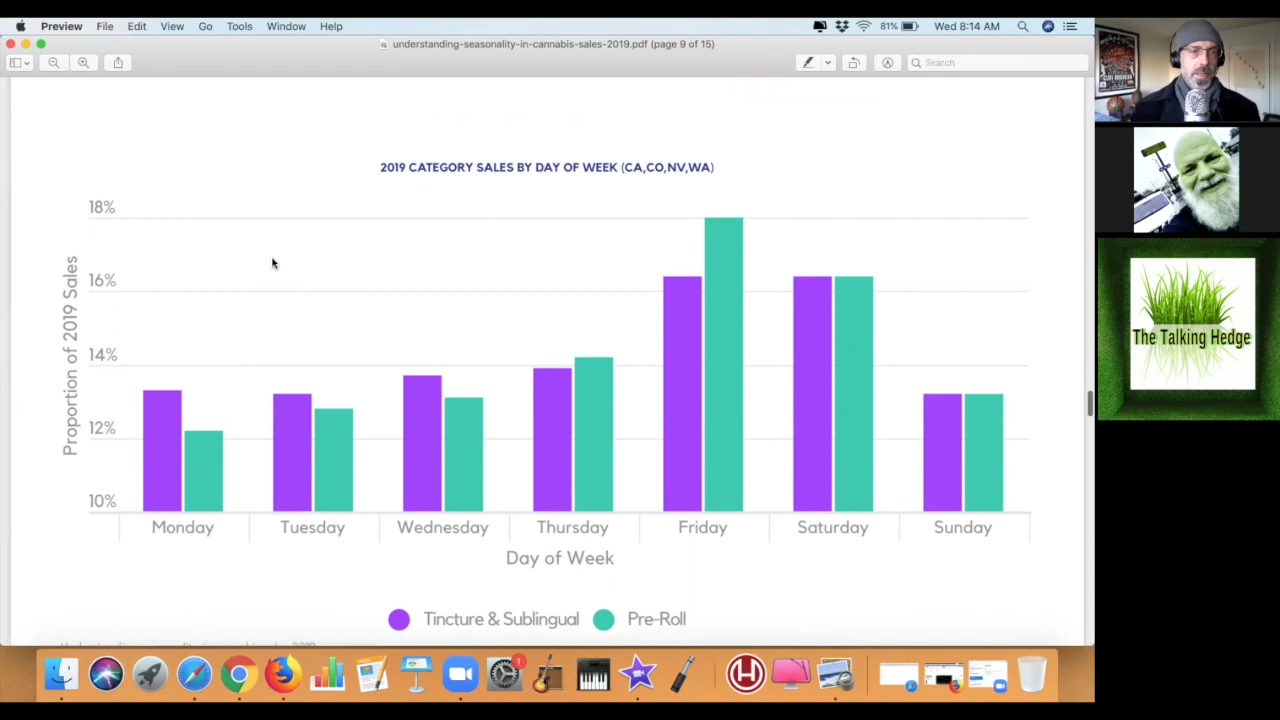 Preview File Edit View Go Tools Window Help 81% Wed 8:14 AM
understanding-seasonality-in-cannabis-sales-2019.pdf (page 9 of 15)
Search
2019 CATEGORY SALES BY DAY OF WEEK (CA,CO,NV,WA)
18%
16%
14%
12%
10%
Proportion of 2019 Sales
Monday Tuesday Wednesday Thursday Friday Saturday Sunday
Day of Week
Tincture & Sublingual Pre-Roll
The Talking Hedge
1